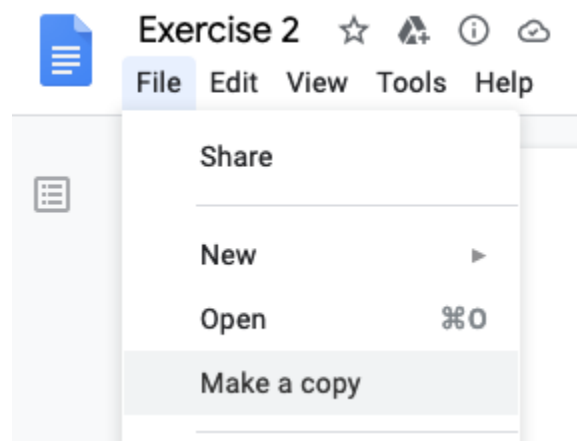 Exercise 2
File Edit View Tools Help
Share
New
Open ⌘O
Make a copy